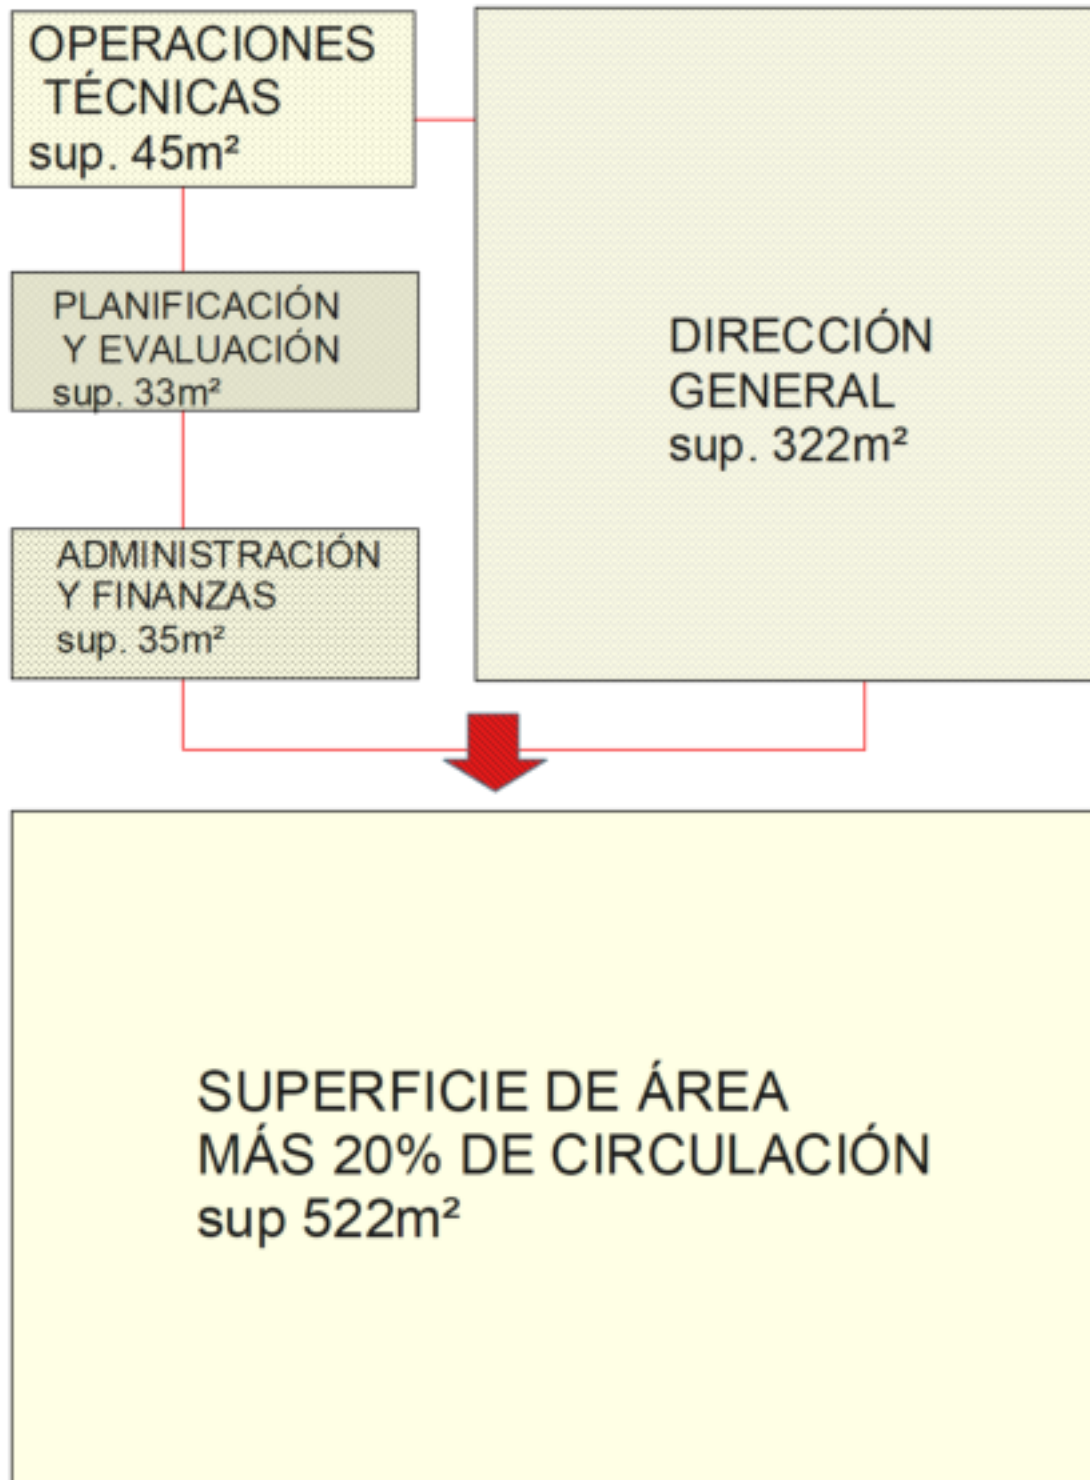 OPERACIONES
TÉCNICAS
sup. 45m²
PLANIFICACIÓN
Y EVALUACIÓN
sup. 33m²
ADMINISTRACIÓN
Y FINANZAS
sup. 35m²
DIRECCIÓN
GENERAL
sup. 322m²
SUPERFICIE DE ÁREA
MÁS 20% DE CIRCULACIÓN
sup 522m²